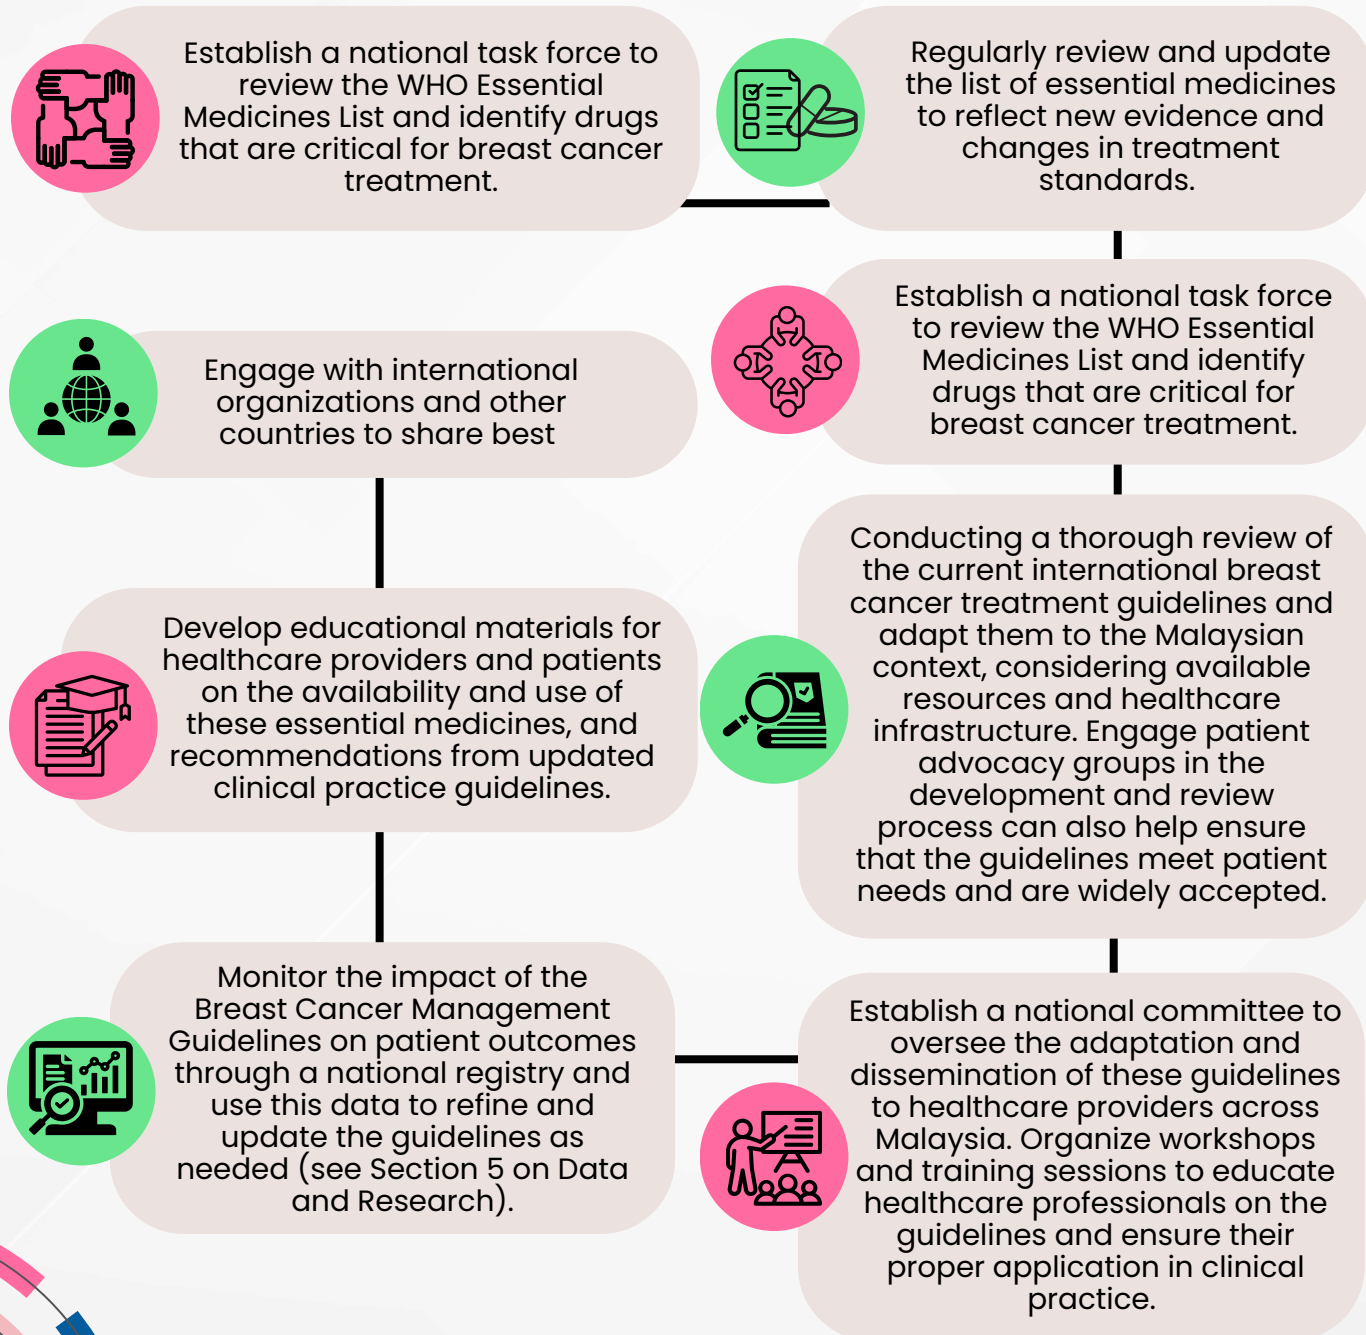 Establish a national task force to
review the WHO Essential
Medicines List and identify drugs
that are critical for breast cancer
treatment.
Regularly review and update
the list of essential medicines
to reflect new evidence and
changes in treatment
standards.
Establish a national task force
to review the WHO Essential
Medicines List and identify
drugs that are critical for
breast cancer treatment.
Conducting a thorough review of
the current international breast
cancer treatment guidelines and
adapt them to the Malaysian
context, considering available
resources and healthcare
infrastructure. Engage patient
advocacy groups in the
development and review
process can also help ensure
that the guidelines meet patient
needs and are widely accepted.
Establish a national committee to
oversee the adaptation and
dissemination of these guidelines
to healthcare providers across
Malaysia. Organize workshops
and training sessions to educate
healthcare professionals on the
guidelines and ensure their
proper application in clinical
practice.
Monitor the impact of the
Breast Cancer Management
Guidelines on patient outcomes
through a national registry and
use this data to refine and
update the guidelines as
needed (see Section 5 on Data
and Research).
Develop educational materials for
healthcare providers and patients
on the availability and use of
these essential medicines, and
recommendations from updated
clinical practice guidelines.
Engage with international
organizations and other
countries to share best